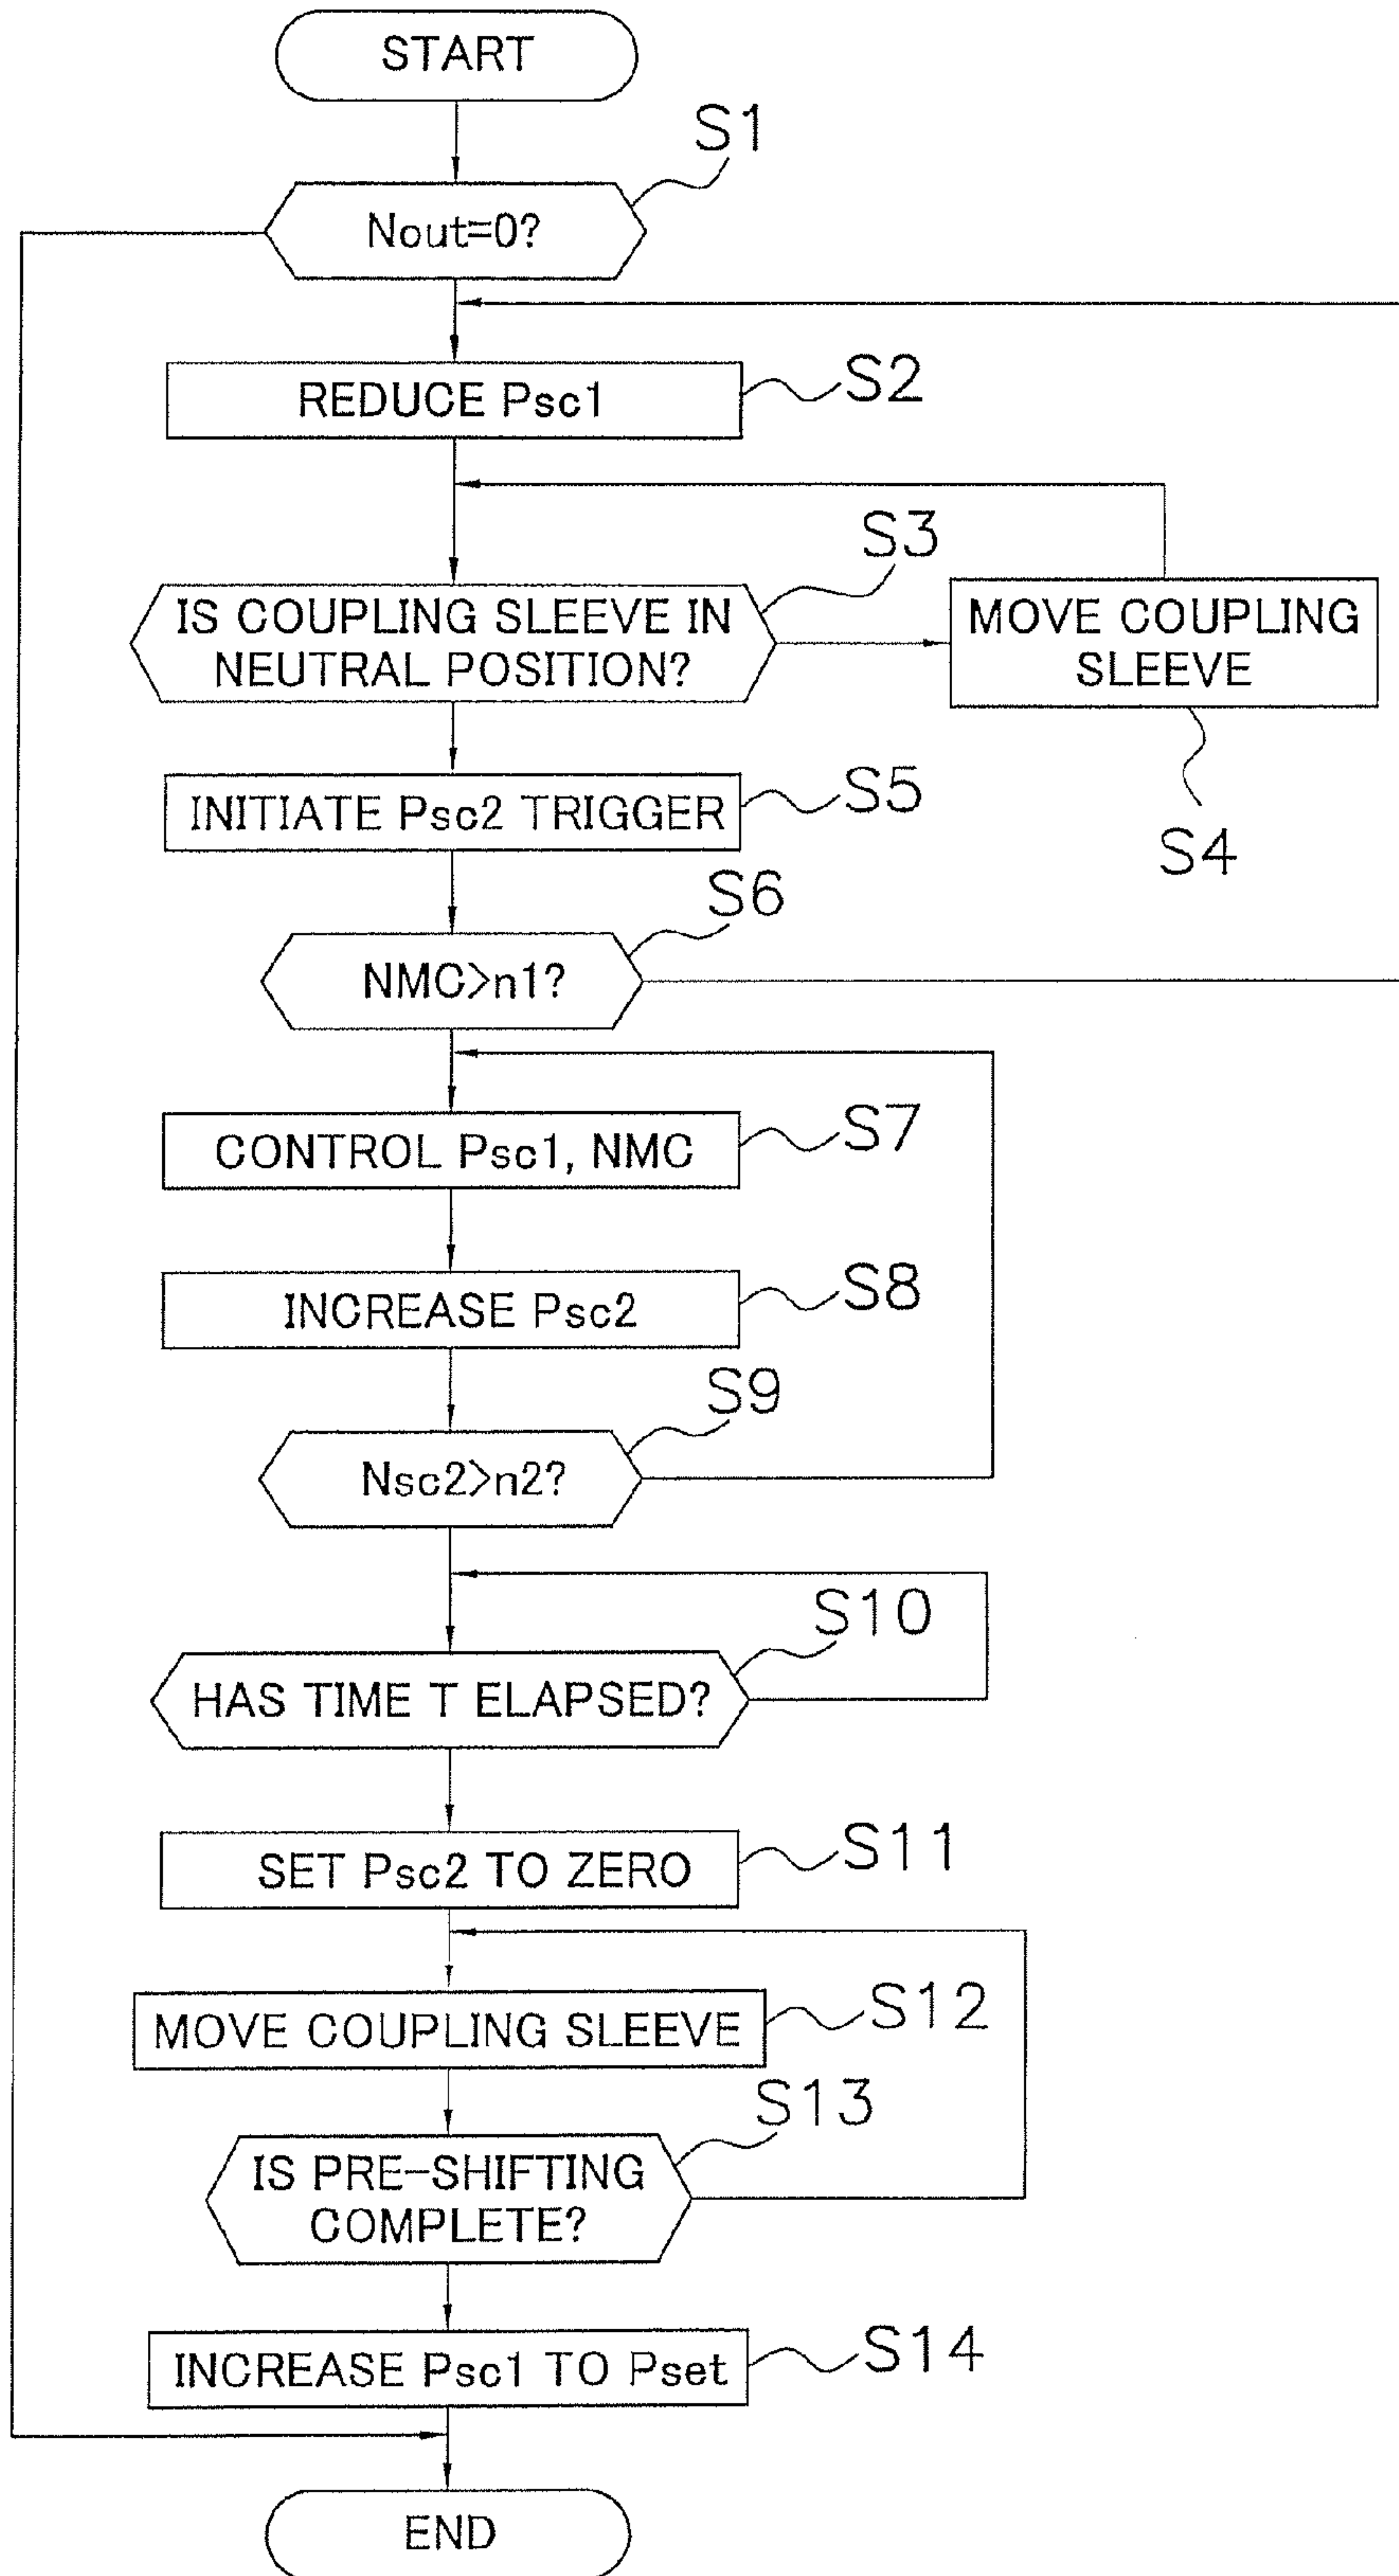 START
S1
Nout=0?
REDUCE Psc1
S2
S3
IS COUPLING SLEEVE IN
NEUTRAL POSITION?
MOVE COUPLING
SLEEVE
S4
INITIATE Psc2 TRIGGER
S5
S6
NMC>n1?
CONTROL Psc1, NMC
S7
INCREASE Psc2
S8
S9
Nsc2>n2?
S10
HAS TIME T ELAPSED?
SET Psc2 TO ZERO
S11
MOVE COUPLING SLEEVE
S12
S13
IS PRE-SHIFTING
COMPLETE?
INCREASE Psc1 TO Pset
S14
END